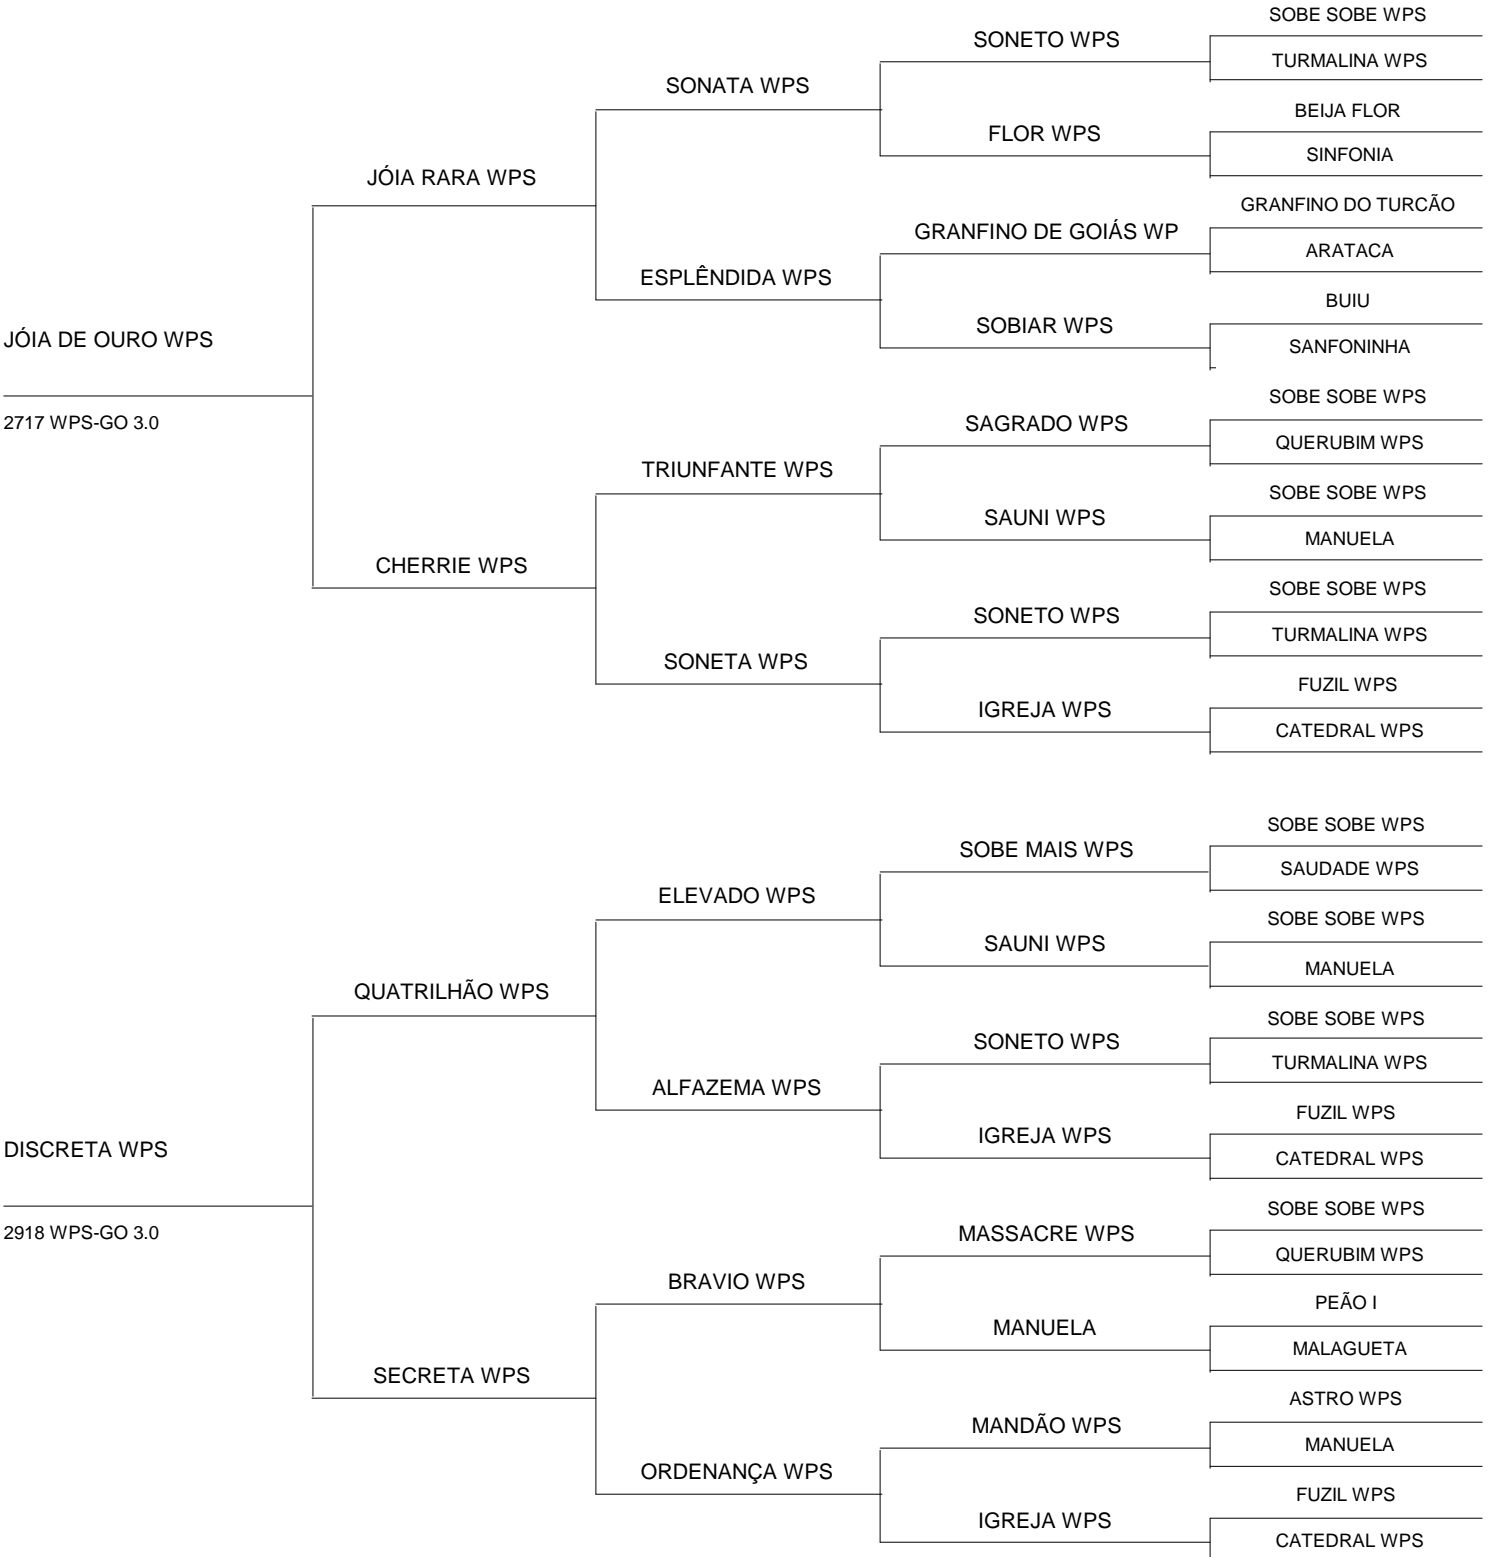 SOBE SOBE WPS
SONETO WPS
TURMALINA WPS
SONATA WPS
BEIJA FLOR
FLOR WPS
SINFONIA
JÓIA RARA WPS
GRANFINO DO TURCÃO
GRANFINO DE GOIÁS WP
ARATACA
ESPLÊNDIDA WPS
BUIU
SOBIAR WPS
SANFONINHA
JÓIA DE OURO WPS
2717 WPS-GO 3.0
SOBE SOBE WPS
SAGRADO WPS
QUERUBIM WPS
TRIUNFANTE WPS
SOBE SOBE WPS
SAUNI WPS
MANUELA
CHERRIE WPS
SOBE SOBE WPS
SONETO WPS
TURMALINA WPS
SONETA WPS
FUZIL WPS
IGREJA WPS
CATEDRAL WPS
SOBE SOBE WPS
SOBE MAIS WPS
SAUDADE WPS
ELEVADO WPS
SOBE SOBE WPS
SAUNI WPS
MANUELA
QUATRILHÃO WPS
SOBE SOBE WPS
SONETO WPS
TURMALINA WPS
ALFAZEMA WPS
FUZIL WPS
IGREJA WPS
CATEDRAL WPS
DISCRETA WPS
2918 WPS-GO 3.0
SOBE SOBE WPS
MASSACRE WPS
QUERUBIM WPS
BRAVIO WPS
PEÃO I
MANUELA
MALAGUETA
SECRETA WPS
ASTRO WPS
MANDÃO WPS
MANUELA
ORDENANÇA WPS
FUZIL WPS
IGREJA WPS
CATEDRAL WPS